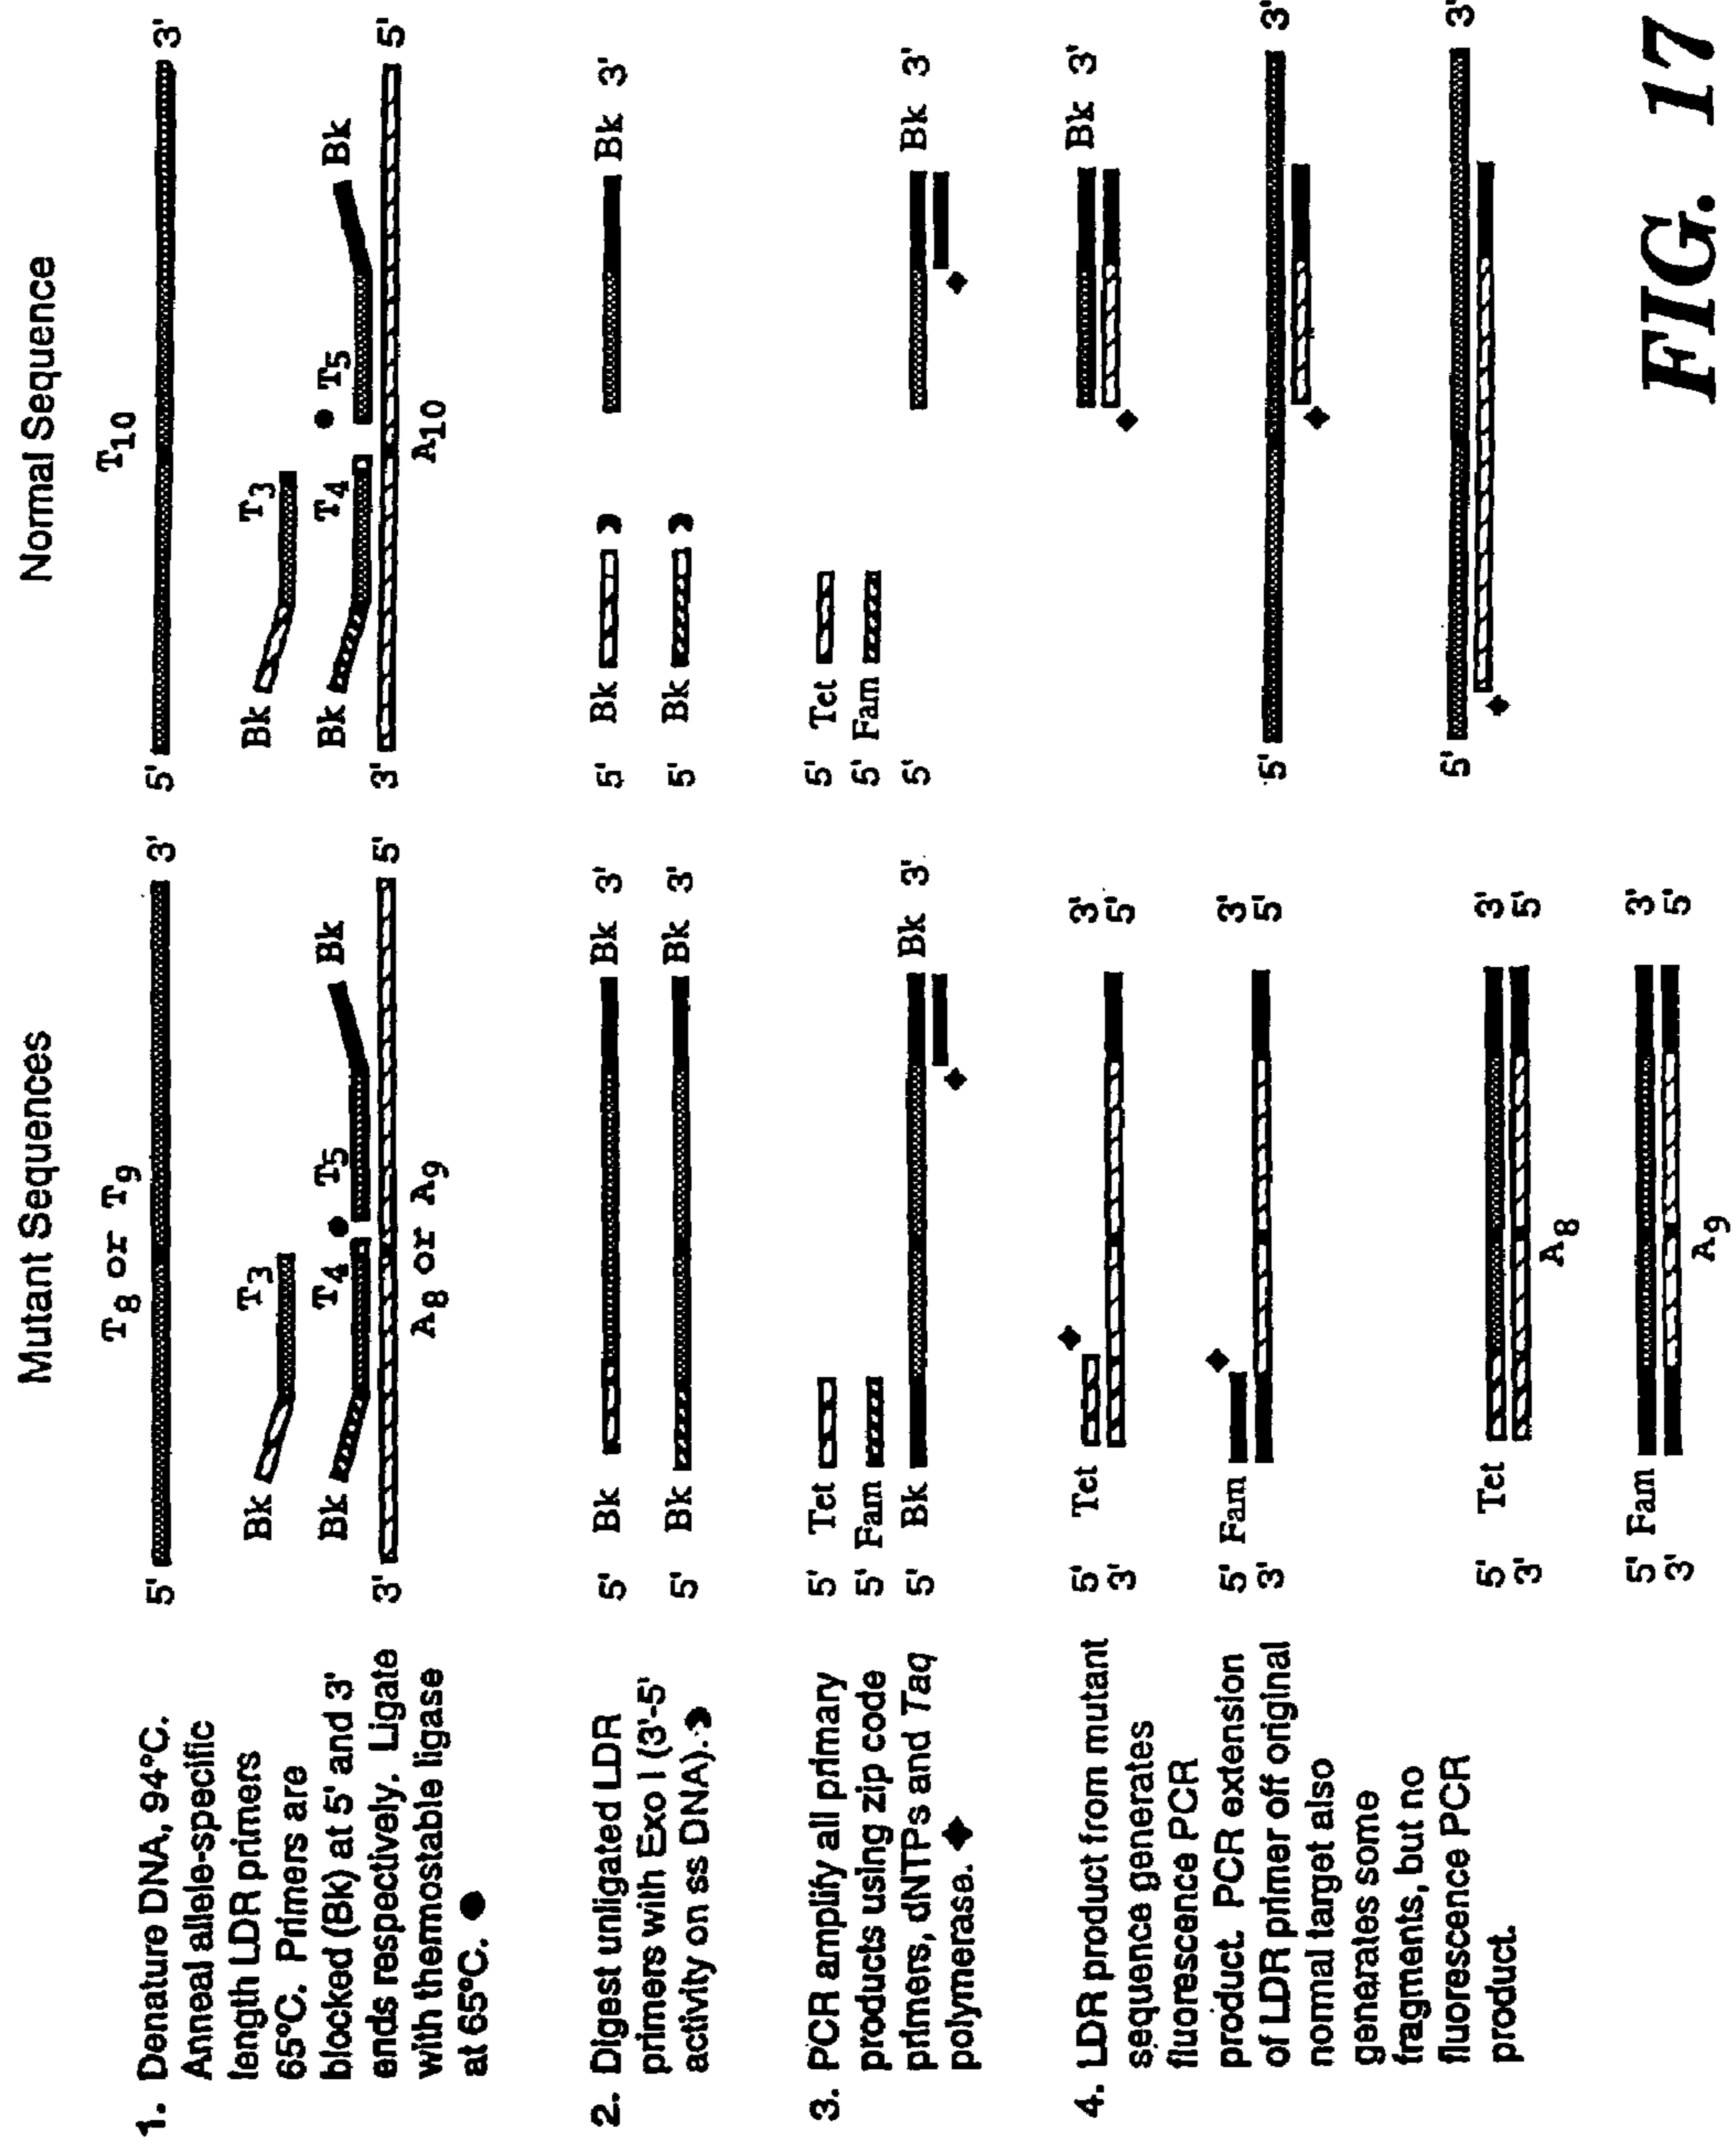 Mutant Sequences
Normal Sequence
1. Denature DNA, 94°C.
Anneal allele-specific
length LDR primers
65°C. Primers are
blocked (Bk) at 5' and 3'
ends respectively. Ligate
with themostable ligase
at 65°C.
T8 or T9
5' 3'
Bk T3
Bk T4 T5 Bk
3' 5'
A8 or A9
T10
5' 3'
Bk T3
Bk T4 T5 Bk
3' 5'
A10
2. Digest unligated LDR
primers with Exo I (3'-5'
activity on ss DNA).
5' Bk Bk 3'
5' Bk Bk 3'
5' Bk Bk 3'
5' Bk
3. PCR amplify all primary
products using zip code
primers, dNTPs and Taq
polymerase.
5' Tet
5' Fam
5' Bk Bk 3'
5' Tet
5' Fam
5' Bk 3'
4. LDR product from mutant
sequence generates
fluorescence PCR
product. PCR extension
of LDR primer off original
normal target also
generates some
fragments, but no
fluorescence PCR
product.
5' Tet 3'
3' 5'
5' Fam 3'
3' 5'
5' Tet 3'
3' 5'
A8
5' Fam 3'
3' 5'
A9
Bk 3'
5' 3'
5' 3'
FIG. 17